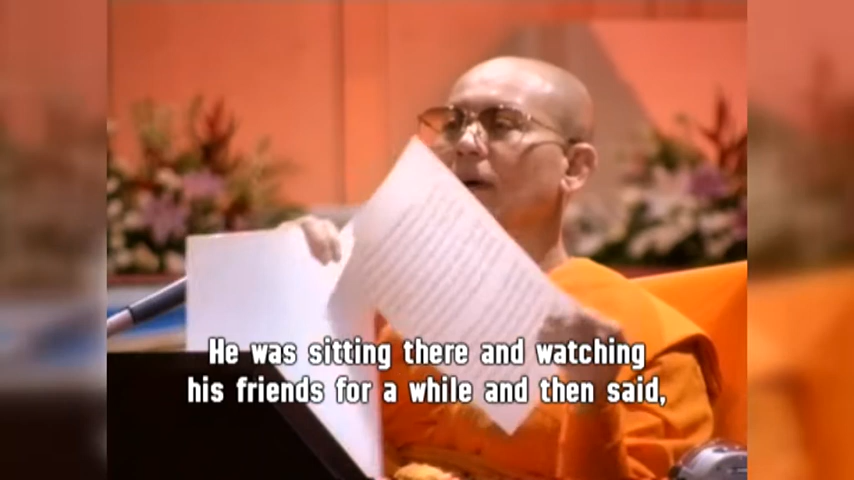 He was sitting there and watching
his friends for a while and then said,